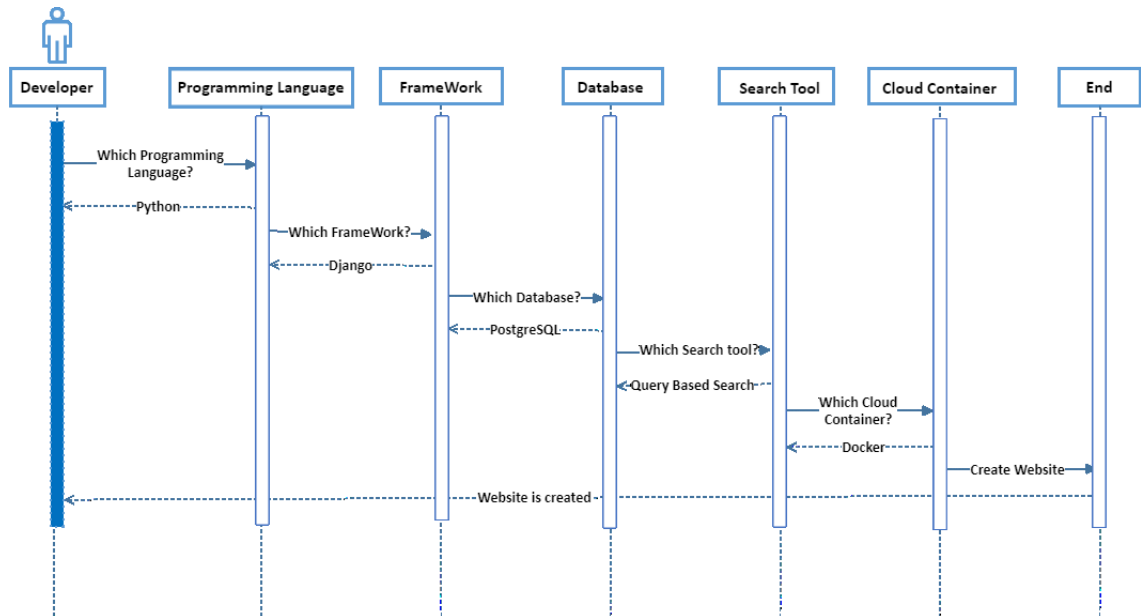 Developer
Programming Language
FrameWork
Database
Search Tool
Cloud Container
End
Which Programming
Language?
Python
Which FrameWork?
Django
Which Database?
PostgreSQL
Which Search tool?
Query Based Search
Which Cloud
Container?
Docker
Create Website
Website is created